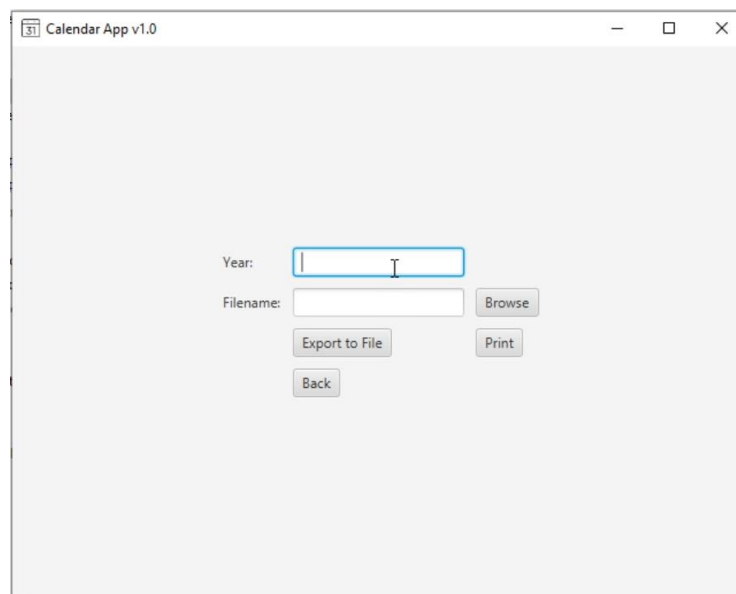 31 Calendar App v1.0
Year:
Filename: Browse
Export to File Print
Back